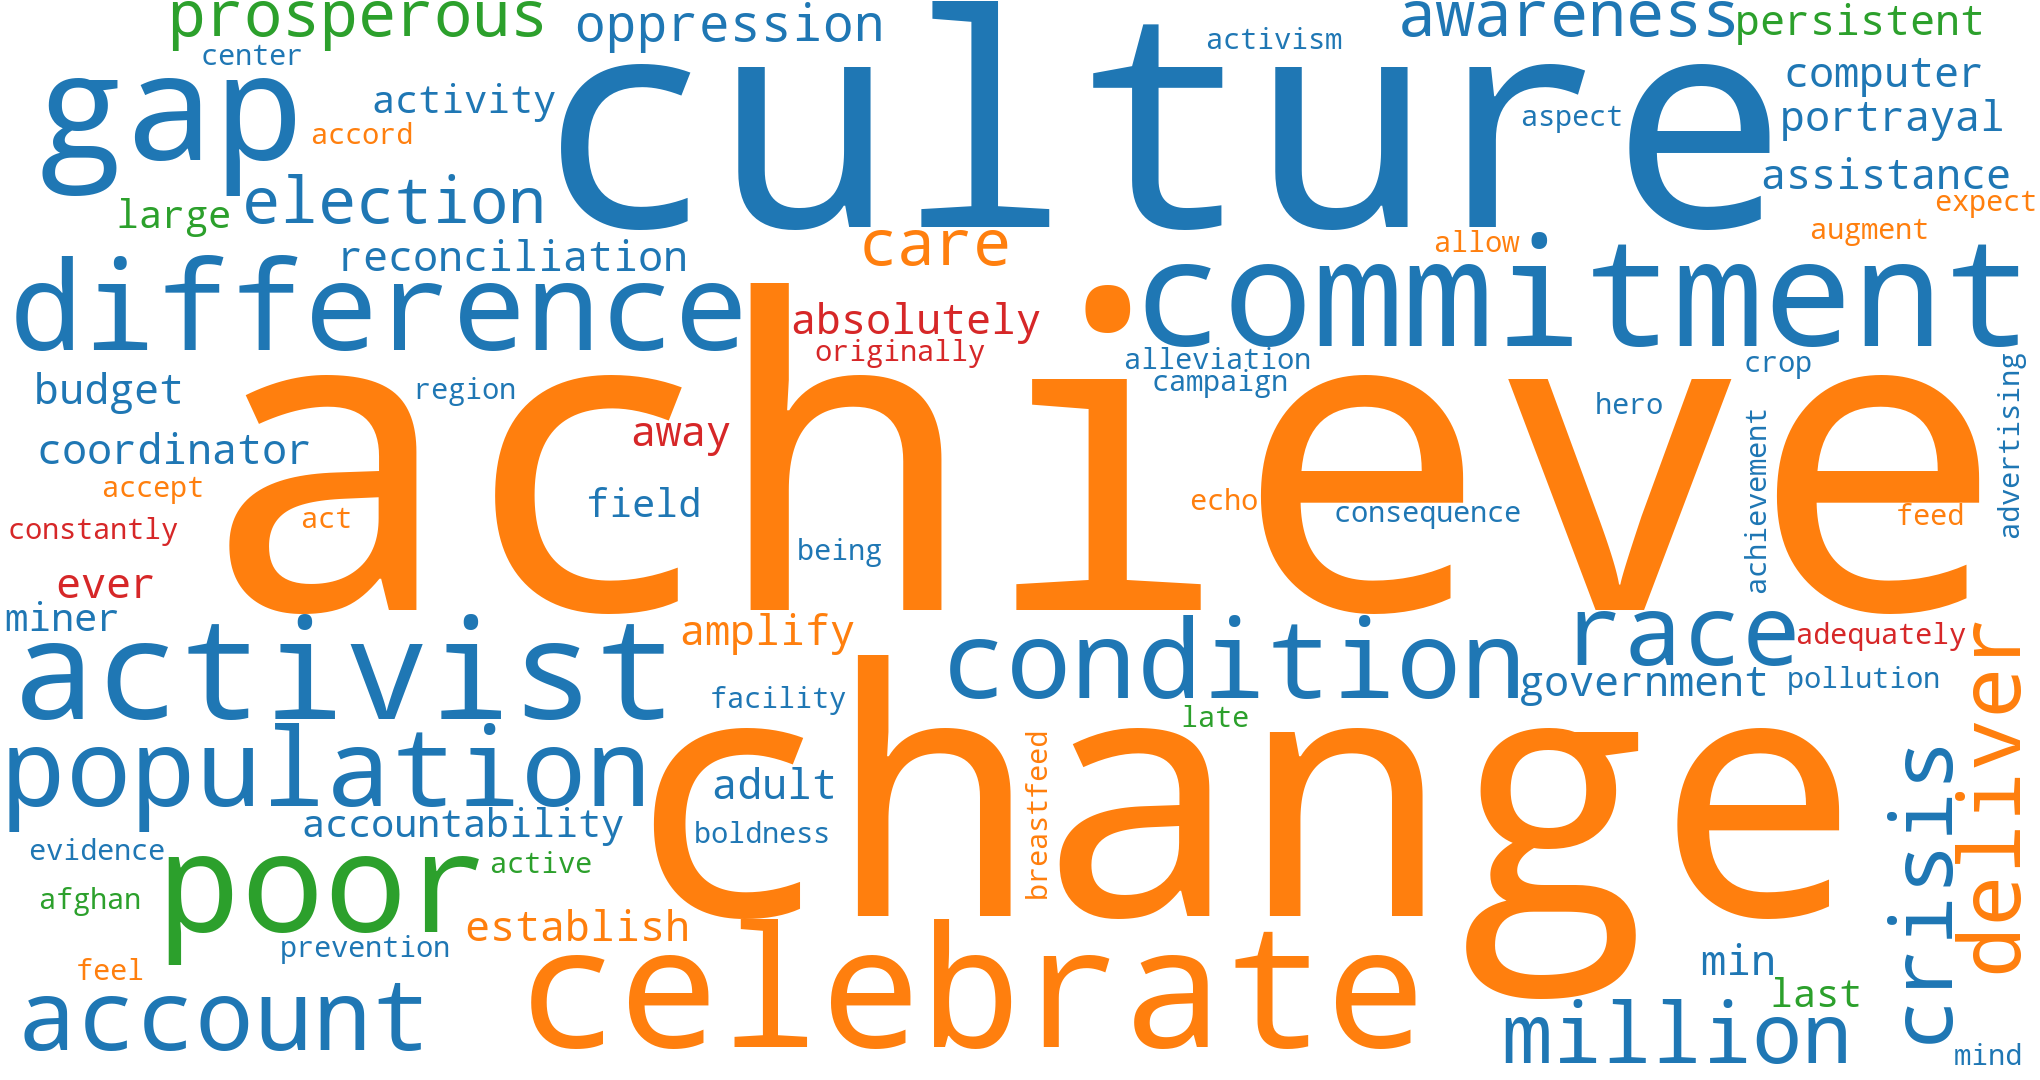 prosperous
oppression
culture
awareness
persistent
center
activism
gap
activity
computer
accord
aspect
portrayal
large
election
assistance
expect
reconciliation
care
allow
augment
difference
commitment
absolutely
originally
alleviation
campaign
crop
advertising
budget
region
achieve
hero
coordinator
away
achievement
accept
act
field
echo
consequence
feed
constantly
being
ever
miner
activist
amplify
condition
race
adequately
deliver
facility
government
pollution
late
population
change
breastfeed
adult
crisis
accountability
boldness
evidence
poor
active
afghan
establish
prevention
celebrate
min
feel
last
account
million
mind